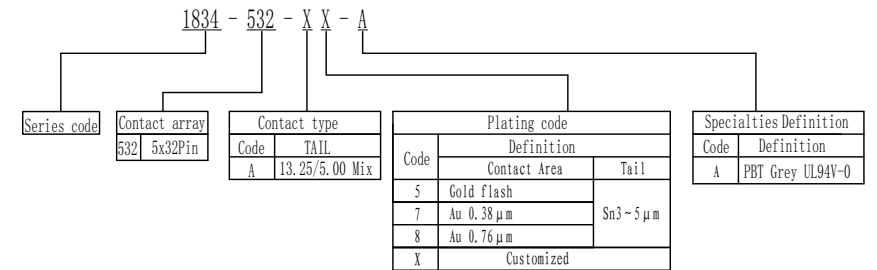 1834 - 532 - X X - A
Series code
Contact array
532 5x32Pin
Contact type
Code TAIL
A 13.25/5.00 Mix
Plating code
Code Definition
Contact Area Tail
5 Gold flash
7 Au 0.38μm Sn3~5μm
8 Au 0.76μm
X Customized
Specialties Definition
Code Definition
A PBT Grey UL94V-0